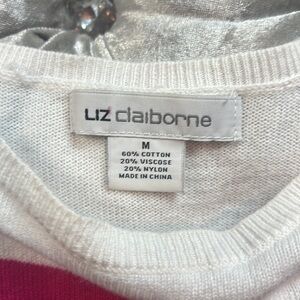 LIZ claiborne
M
60% COTTON
20% VISCOSE
20% NYLON
MADE IN CHINA